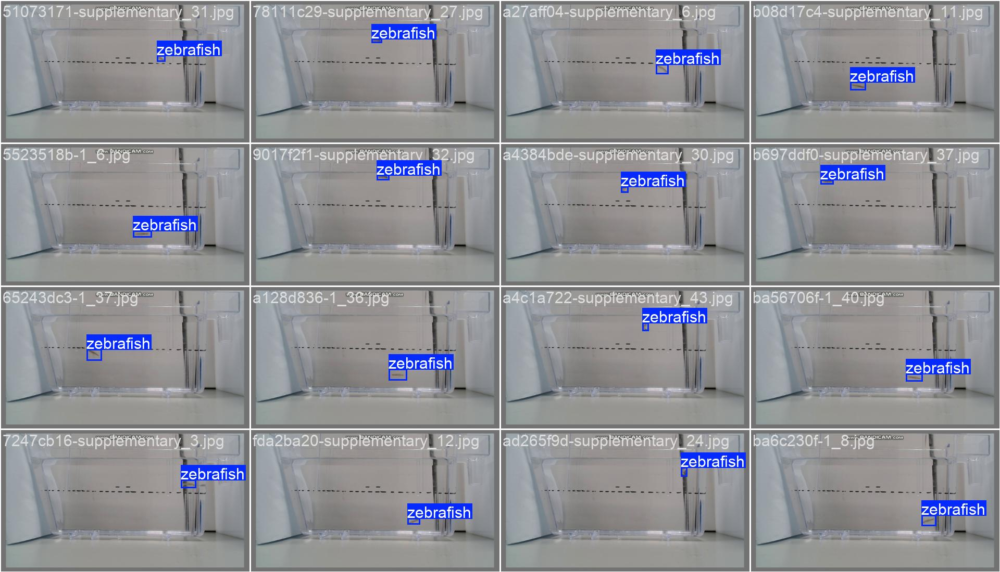 51073171-supplementary_31.jpg
www.BANDICAM.com
zebrafish
78111c29-supplementary_27.jpg
www.BANDICAM.com
zebrafish
a27aff04-supplementary_6.jpg
www.BANDICAM.com
zebrafish
b08d17c4-supplementary_11.jpg
www.BANDICAM.com
zebrafish
5523518b-1_6.jpg
www.BANDICAM.com
zebrafish
9017f2f1-supplementary_32.jpg
www.BANDICAM.com
zebrafish
a4384bde-supplementary_30.jpg
www.BANDICAM.com
zebrafish
b697ddf0-supplementary_37.jpg
www.BANDICAM.com
zebrafish
65243dc3-1_37.jpg
www.BANDICAM.com
zebrafish
a128d836-1_36.jpg
www.BANDICAM.com
zebrafish
a4c1a722-supplementary_43.jpg
www.BANDICAM.com
zebrafish
ba56706f-1_40.jpg
www.BANDICAM.com
zebrafish
7247cb16-supplementary_3.jpg
www.BANDICAM.com
zebrafish
fda2ba20-supplementary_12.jpg
www.BANDICAM.com
zebrafish
ad265f9d-supplementary_24.jpg
www.BANDICAM.com
zebrafish
ba6c230f-1_8.jpg
www.BANDICAM.com
zebrafish